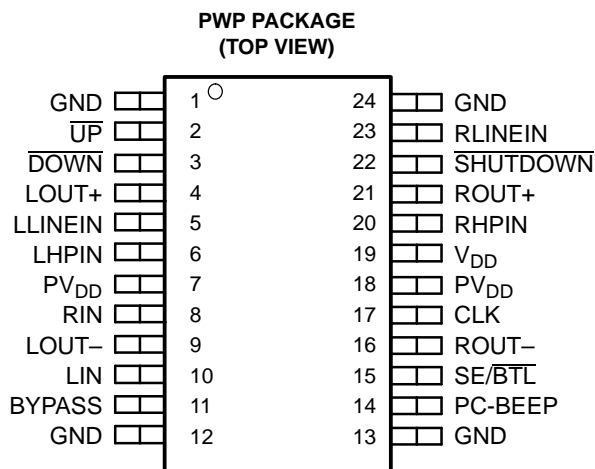 PWP PACKAGE
(TOP VIEW)
GND 1 24 GND
UP 2 23 RLINEIN
DOWN 3 22 SHUTDOWN
LOUT+ 4 21 ROUT+
LLINEIN 5 20 RHPIN
LHPIN 6 19 VDD
PVDD 7 18 PVDD
RIN 8 17 CLK
LOUT– 9 16 ROUT–
LIN 10 15 SE/BTL
BYPASS 11 14 PC-BEEP
GND 12 13 GND